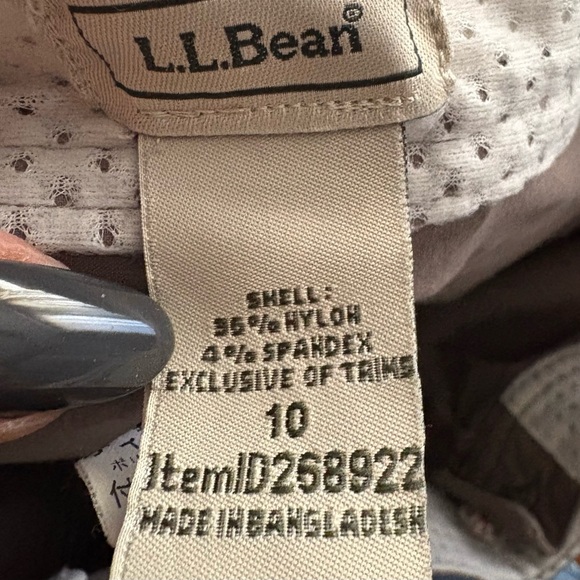 L.L.Bean®
SHELL:
96% NYLON
4% SPANDEX
EXCLUSIVE OF TRIMS
10
ItemID268922
MADE IN BANGLADESH